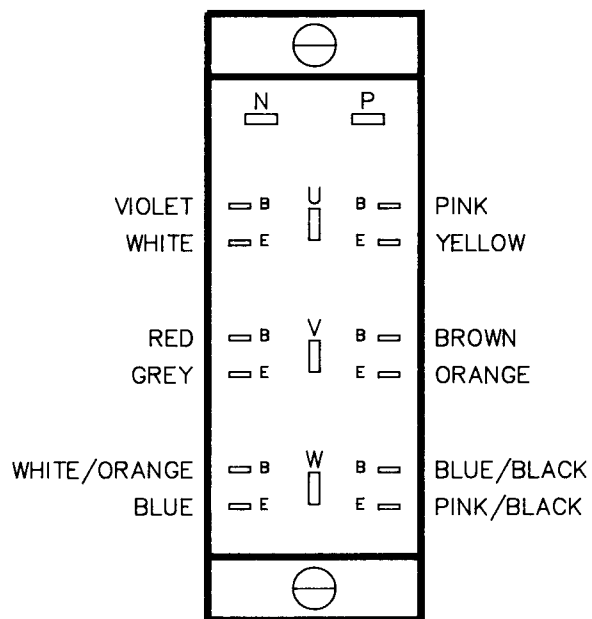 N P
VIOLET B U B PINK
WHITE E E YELLOW
RED B V B BROWN
GREY E E ORANGE
WHITE/ORANGE B W B BLUE/BLACK
BLUE E E PINK/BLACK